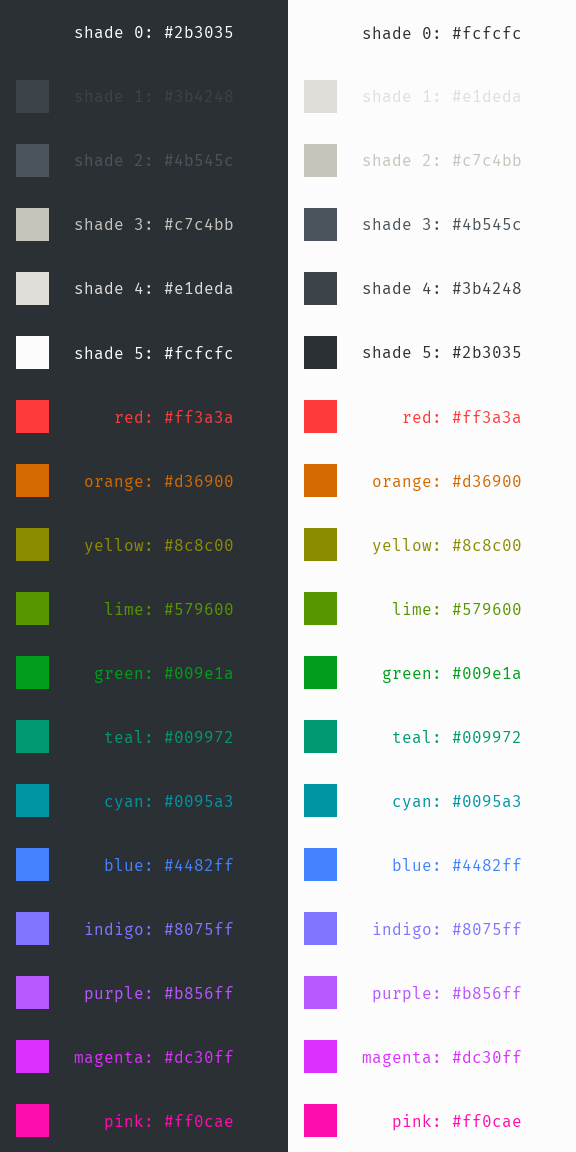 shade 0: #2b3035
shade 1: #3b4248
shade 2: #4b545c
shade 3: #c7c4bb
shade 4: #e1deda
shade 5: #fcfcfc
red: #ff3a3a
orange: #d36900
yellow: #8c8c00
lime: #579600
green: #009e1a
teal: #009972
cyan: #0095a3
blue: #4482ff
indigo: #8075ff
purple: #b856ff
magenta: #dc30ff
pink: #ff0cae
shade 0: #fcfcfc
shade 1: #e1deda
shade 2: #c7c4bb
shade 3: #4b545c
shade 4: #3b4248
shade 5: #2b3035
red: #ff3a3a
orange: #d36900
yellow: #8c8c00
lime: #579600
green: #009e1a
teal: #009972
cyan: #0095a3
blue: #4482ff
indigo: #8075ff
purple: #b856ff
magenta: #dc30ff
pink: #ff0cae